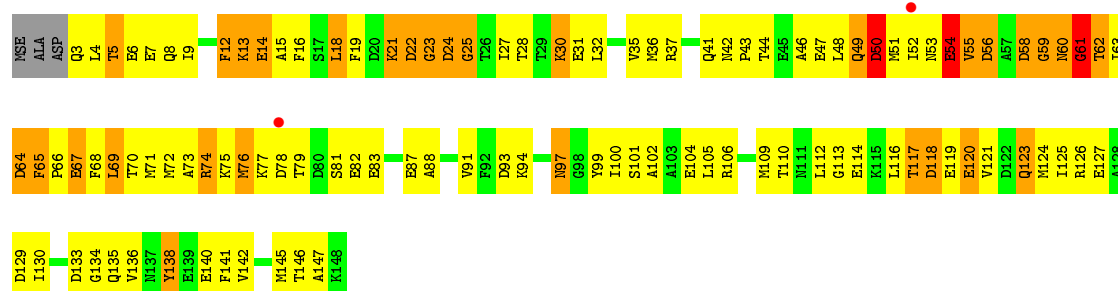 MSE ALA ASP Q3 L4 T5 E6 E7 Q8 I9 F12 K13 E14 A15 F16 S17 L18 F19 D20 K21 D22 G23 D24 G25 T26 I27 T28 T29 K30 E31 L32 V35 M36 R37 Q41 N42 P43 T44 E45 A46 E47 L48 Q49 D50 M51 I52 N53 E54 V55 D56 A57 D58 G59 N60 G61 T62 I63
D64 F65 P66 E67 F68 L69 T70 M71 M72 A73 R74 K75 M76 K77 D78 T79 D80 S81 E82 E83 E87 A88 V91 F92 D93 K94 N97 G98 Y99 I100 S101 A102 A103 E104 L105 R106 M109 T110 N111 L112 G113 E114 K115 L116 T117 D118 E119 E120 V121 D122 Q123 M124 I125 R126 E127 A128
D129 I130 D133 G134 Q135 V136 N137 Y138 E139 E140 F141 V142 M145 T146 A147 K148